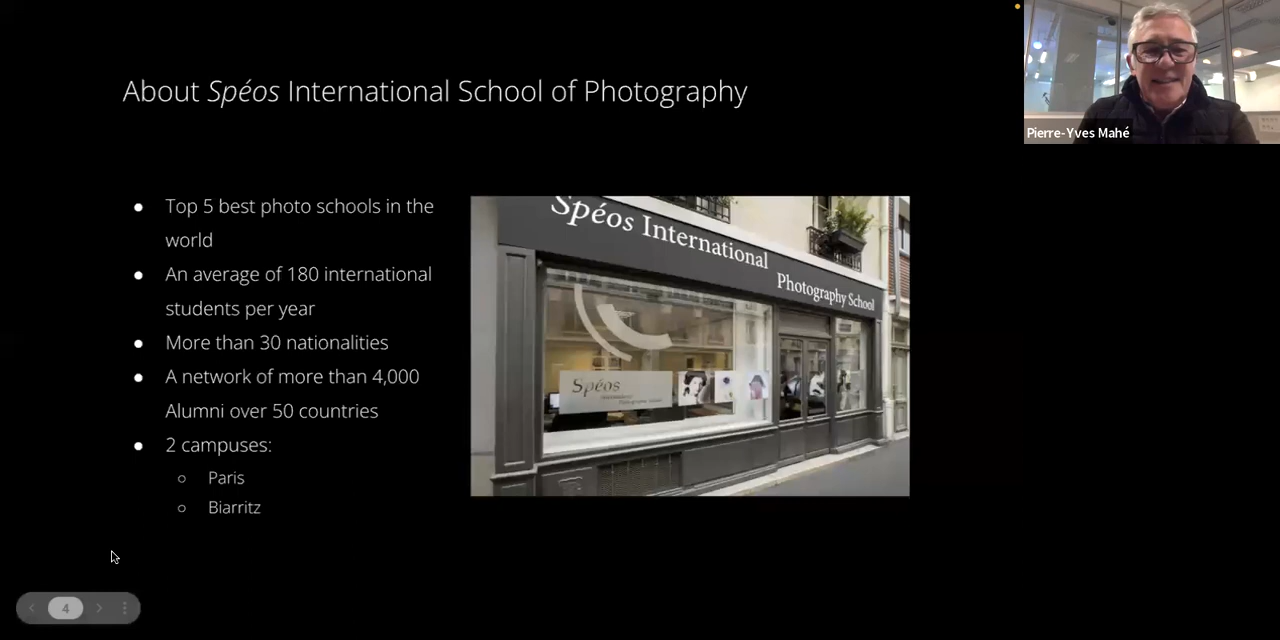 About Spéos International School of Photography
Pierre-Yves Mahé
● Top 5 best photo schools in the
world
● An average of 180 international
students per year
● More than 30 nationalities
● A network of more than 4,000
Alumni over 50 countries
● 2 campuses:
○ Paris
○ Biarritz
Spéos International
Photography School
Spéos
4